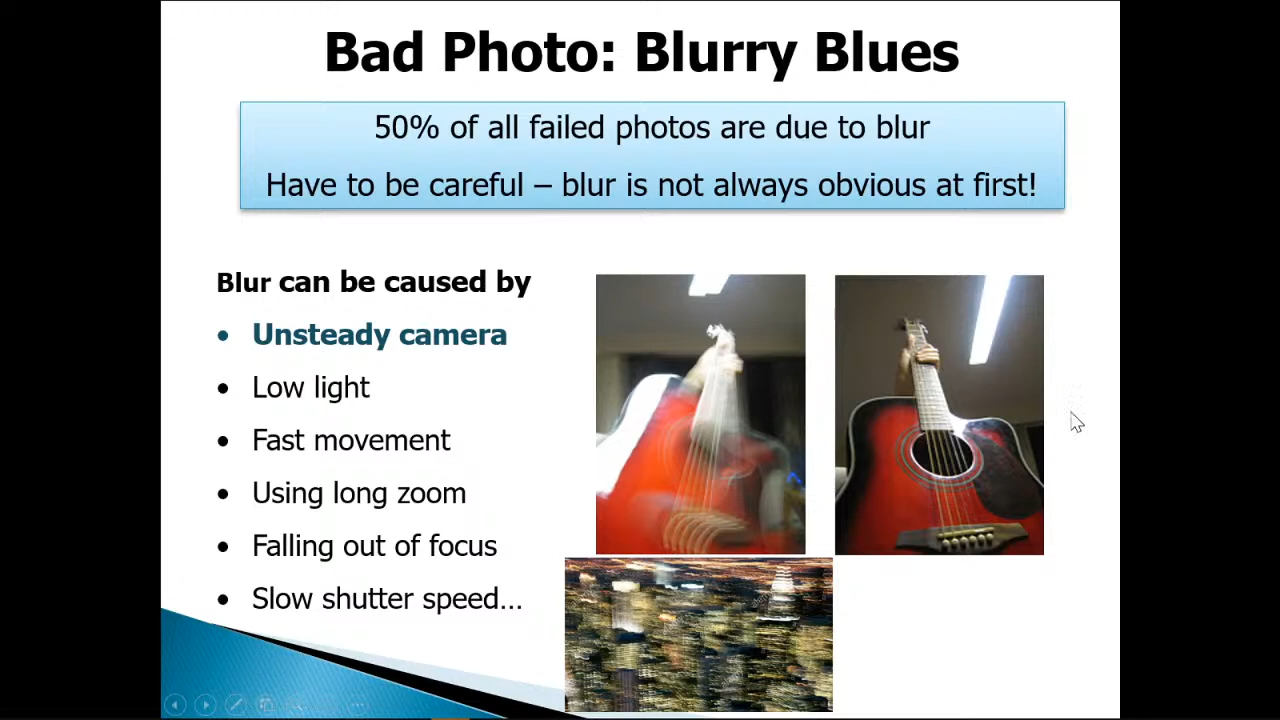 Bad Photo: Blurry Blues
50% of all failed photos are due to blur
Have to be careful – blur is not always obvious at first!
Blur can be caused by
• Unsteady camera
• Low light
• Fast movement
• Using long zoom
• Falling out of focus
• Slow shutter speed…